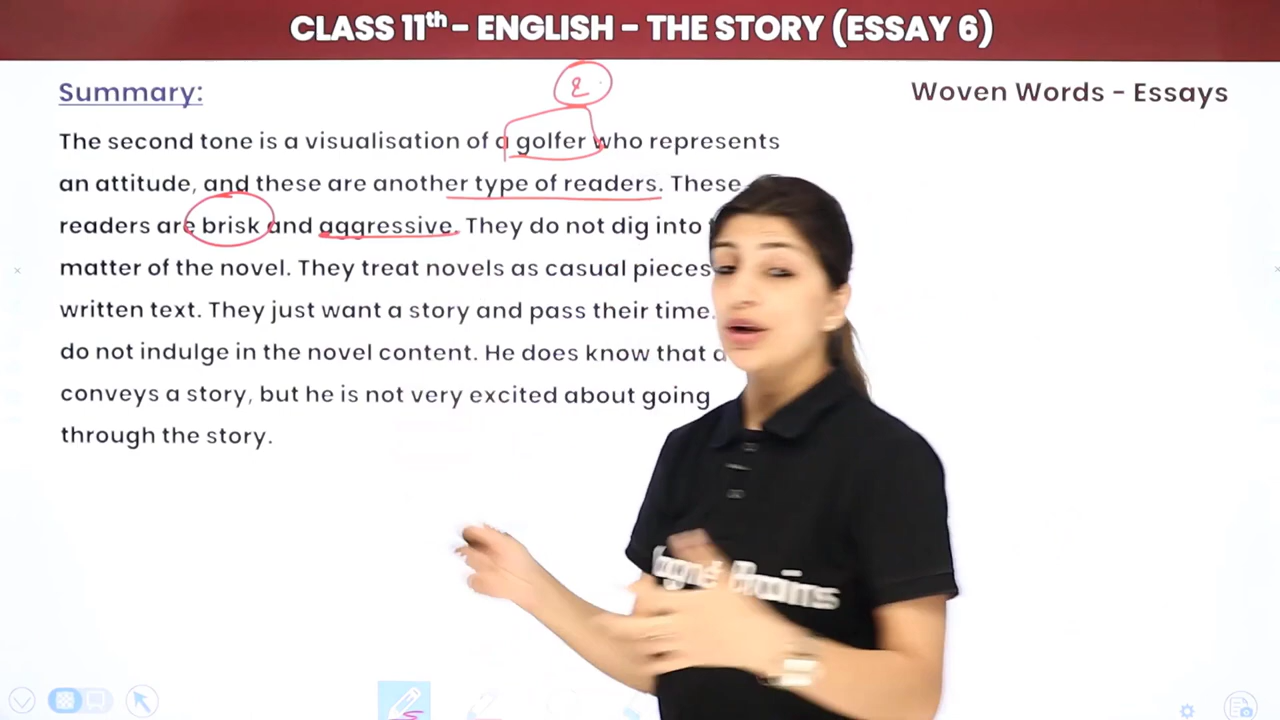 CLASS 11th - ENGLISH - THE STORY (ESSAY 6)
Summary:
Woven Words - Essays
The second tone is a visualisation of a golfer who represents
an attitude, and these are another type of readers. These
readers are brisk and aggressive. They do not dig into
matter of the novel. They treat novels as casual pieces
written text. They just want a story and pass their time.
do not indulge in the novel content. He does know that
conveys a story, but he is not very excited about going
through the story.
Brains